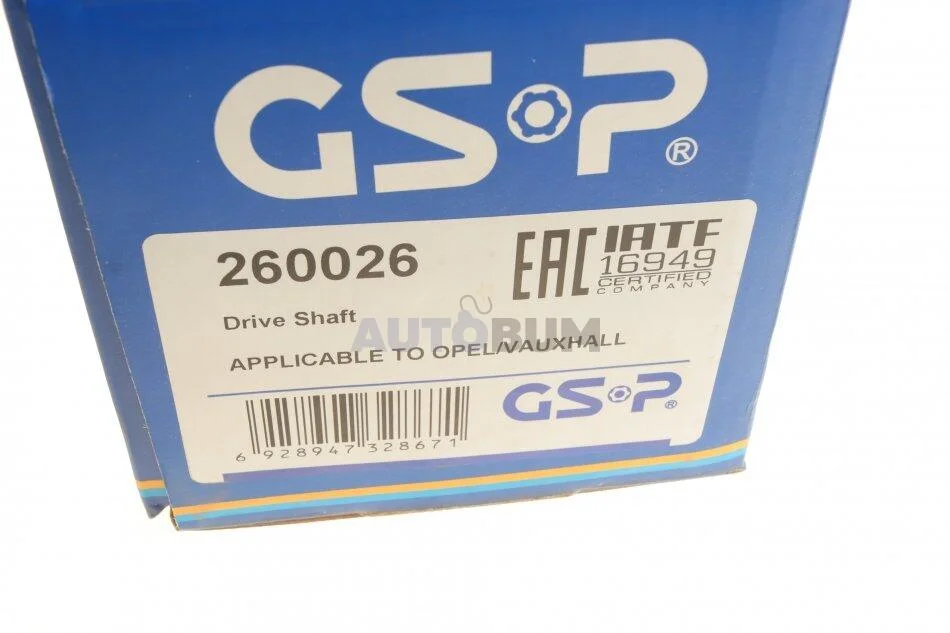 GSP®
260026
EAC
IATF
16949
CERTIFIED
COMPANY
Drive Shaft
AUTOBUM
APPLICABLE TO OPEL/VAUXHALL
GSP®
6 928947 328671